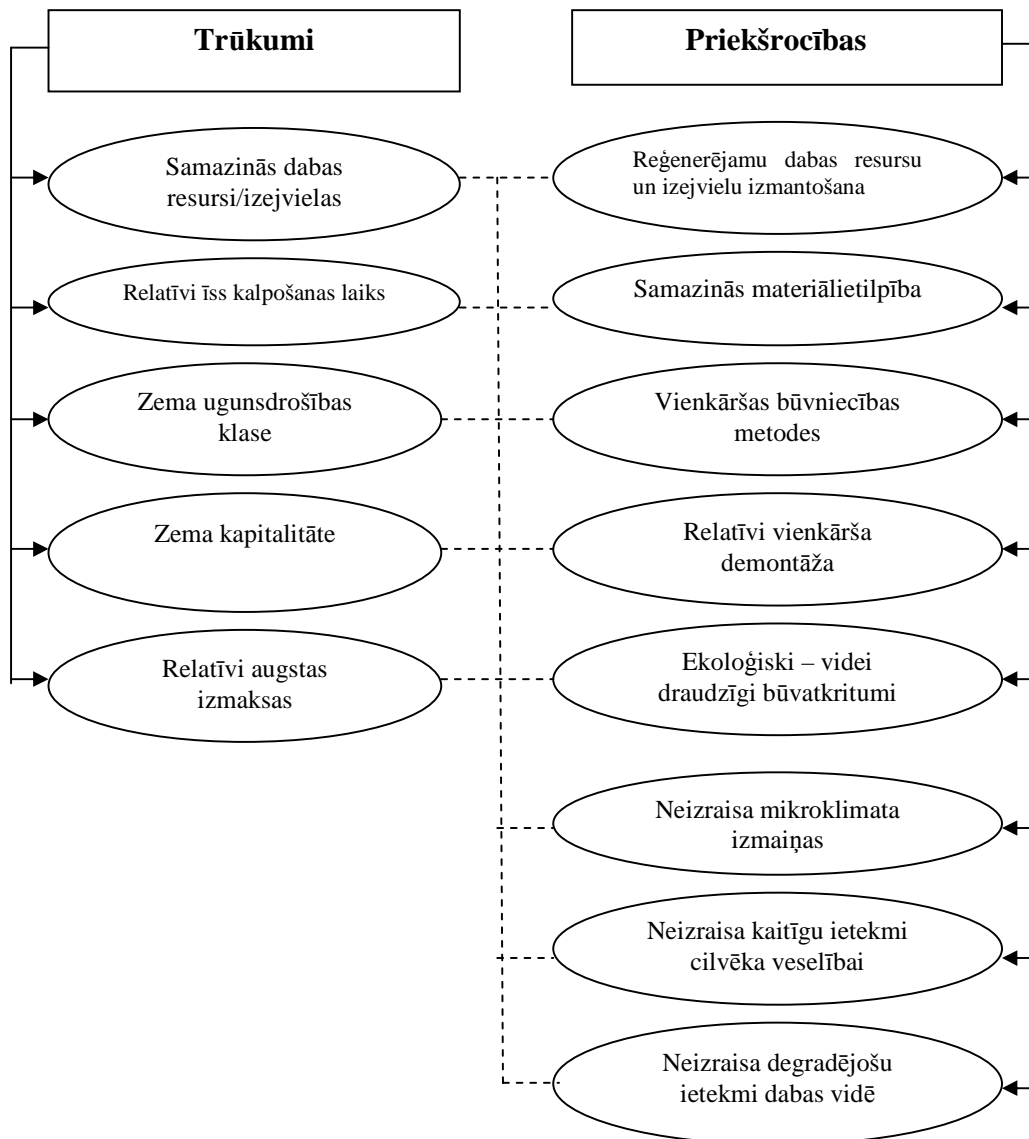 Trūkumi
Priekšrocības
Samazinās dabas
resursi/izejvielas
Reģenerējamu dabas resursu
un izejvielu izmantošana
Relatīvi īss kalpošanas laiks
Samazinās materiālietilpība
Zema ugunsdrošības
klase
Vienkāršas būvniecības
metodes
Zema kapitalitāte
Relatīvi vienkārša
demontāža
Relatīvi augstas
izmaksas
Ekoloģiski – videi
draudzīgi būvatkritumi
Neizraisa mikroklimata
izmaiņas
Neizraisa kaitīgu ietekmi
cilvēka veselībai
Neizraisa degradējošu
ietekmi dabas vidē